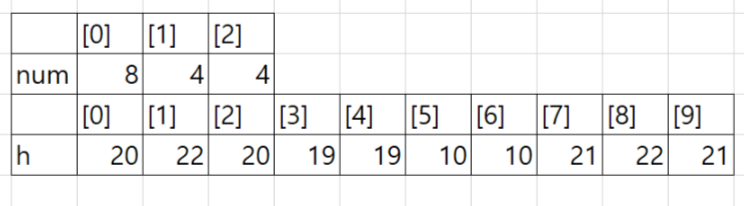 [0] [1] [2]
num 8 4 4
[0] [1] [2] [3] [4] [5] [6] [7] [8] [9]
h 20 22 20 19 19 10 10 21 22 21